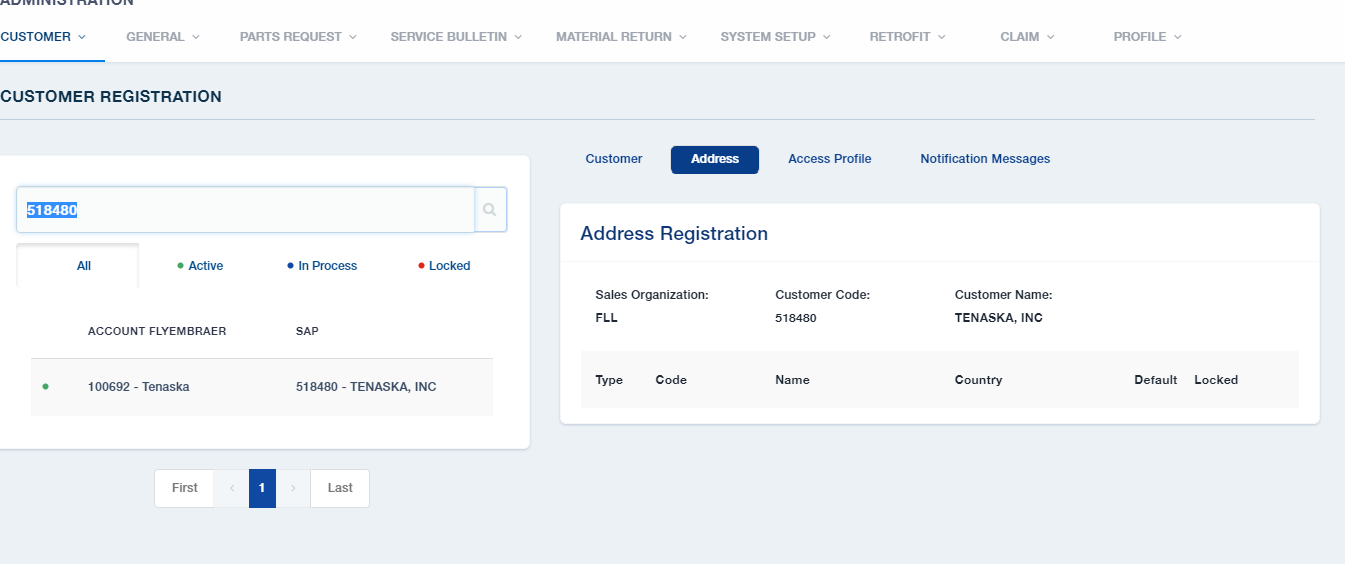 ADMINISTRATION
CUSTOMER GENERAL PARTS REQUEST SERVICE BULLETIN MATERIAL RETURN SYSTEM SETUP RETROFIT CLAIM PROFILE
CUSTOMER REGISTRATION
518480
All Active In Process Locked
ACCOUNT FLYEMBRAER SAP
100692 - Tenaska 518480 - TENASKA, INC
First < 1 > Last
Customer Address Access Profile Notification Messages
Address Registration
Sales Organization: Customer Code: Customer Name:
FLL 518480 TENASKA, INC
Type Code Name Country Default Locked